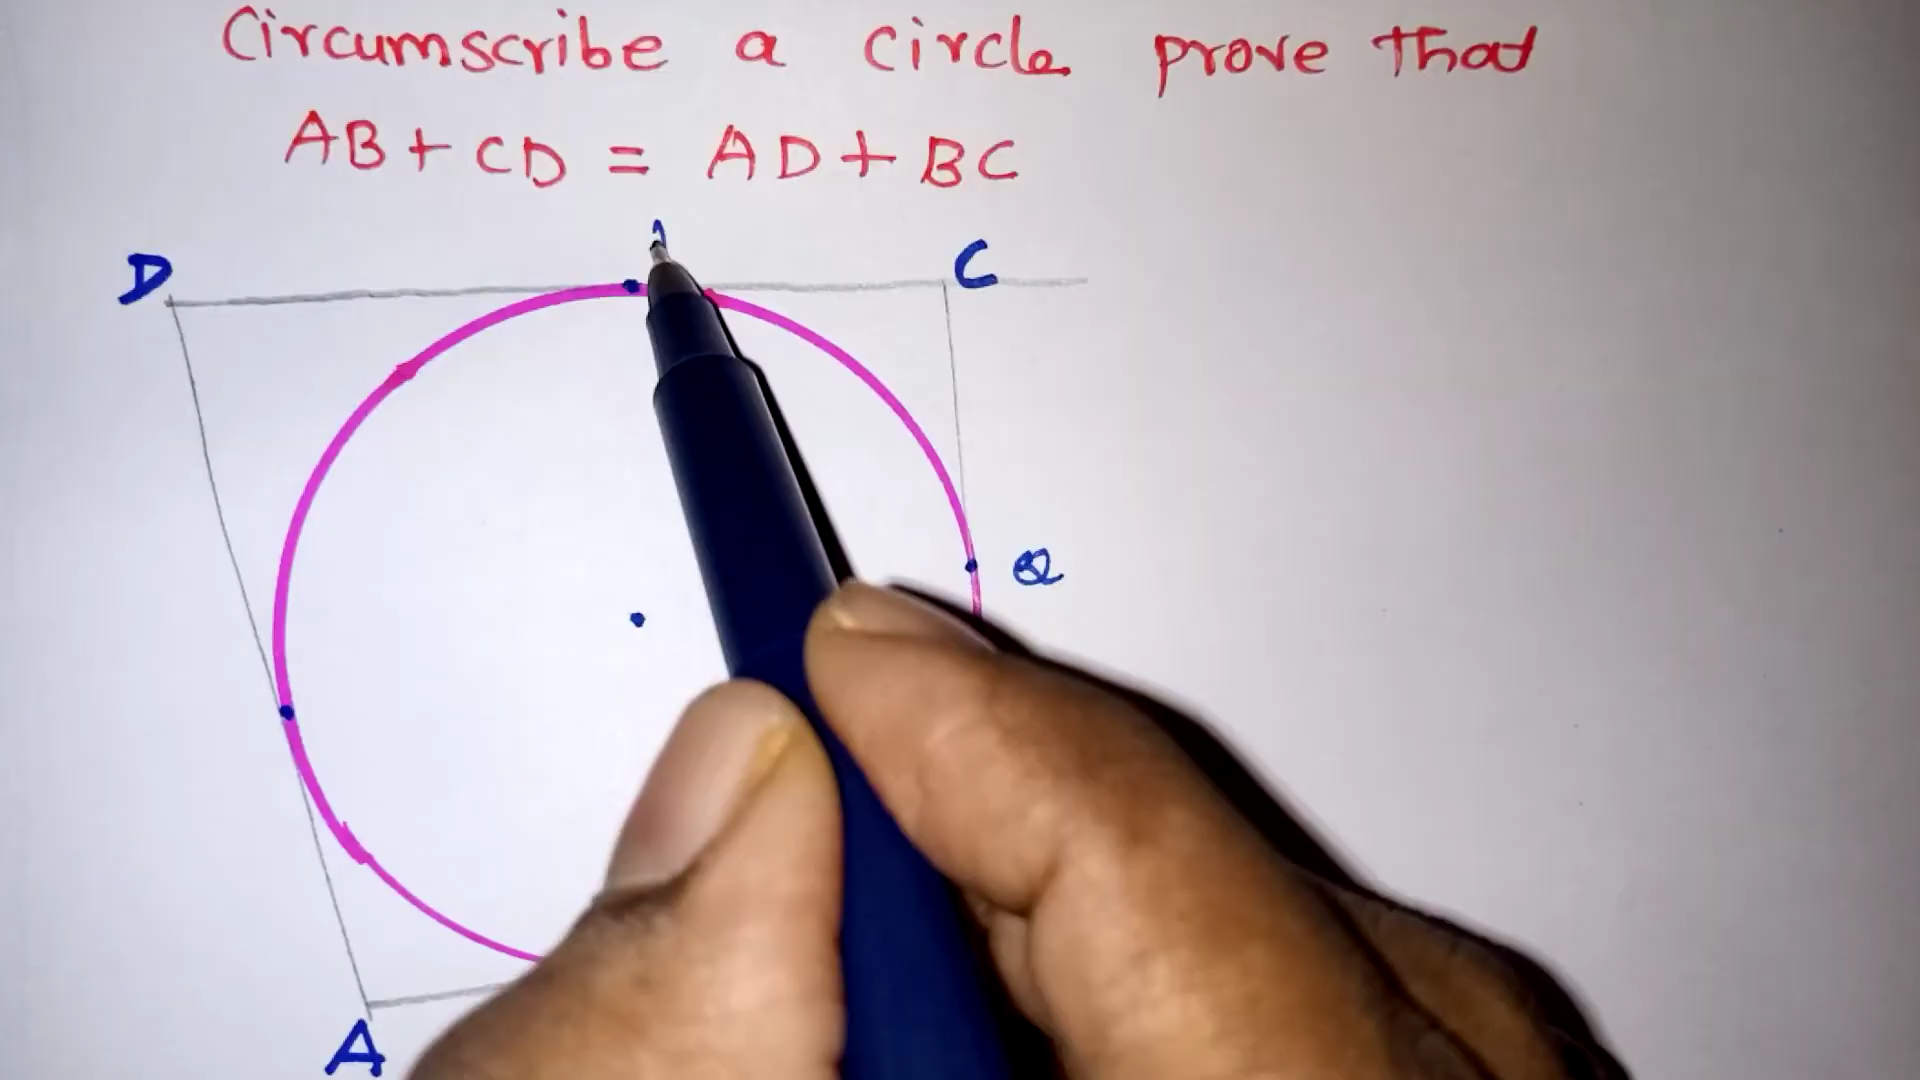 Circumscribe a circle prove that
AB + CD = AD + BC
D
C
Q
A